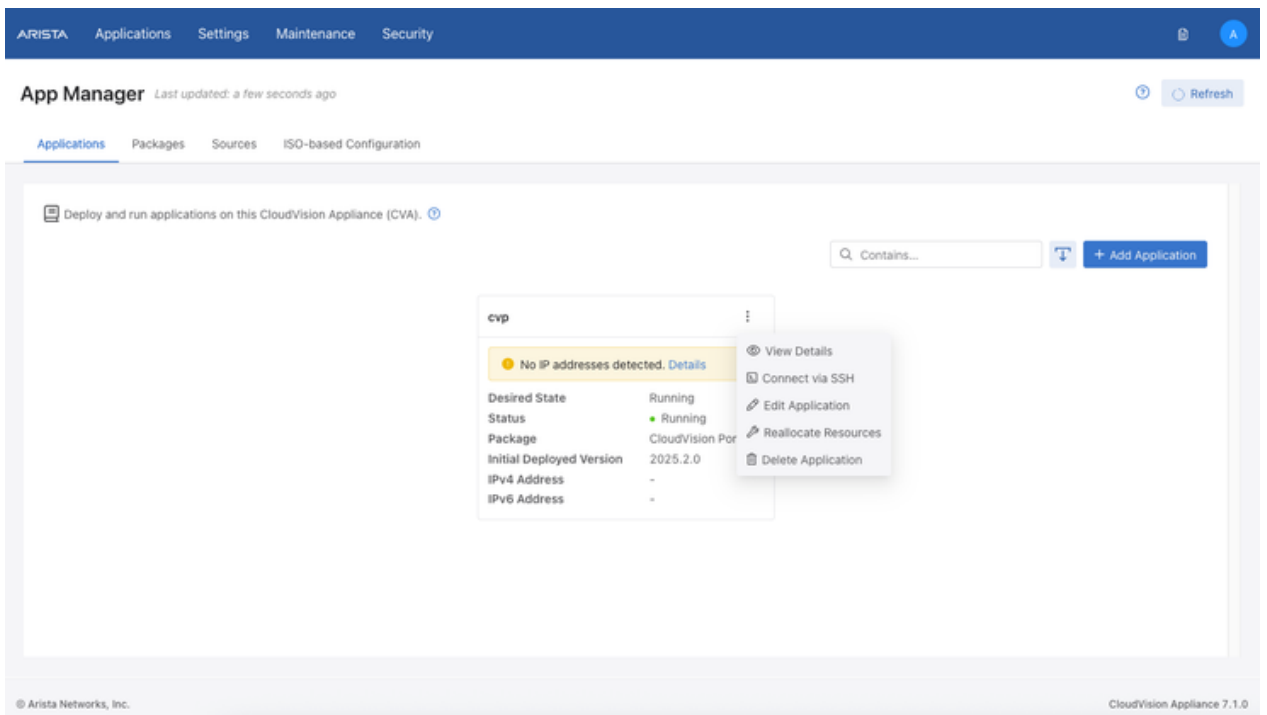 ARISTA Applications Settings Maintenance Security A
App Manager Last updated: a few seconds ago Refresh
Applications Packages Sources ISO-based Configuration
Deploy and run applications on this CloudVision Appliance (CVA).
Contains... + Add Application
cvp
No IP addresses detected. Details
Desired State Running
Status Running
Package CloudVision Por
Initial Deployed Version 2025.2.0
IPv4 Address -
IPv6 Address -
View Details
Connect via SSH
Edit Application
Reallocate Resources
Delete Application
© Arista Networks, Inc. CloudVision Appliance 7.1.0